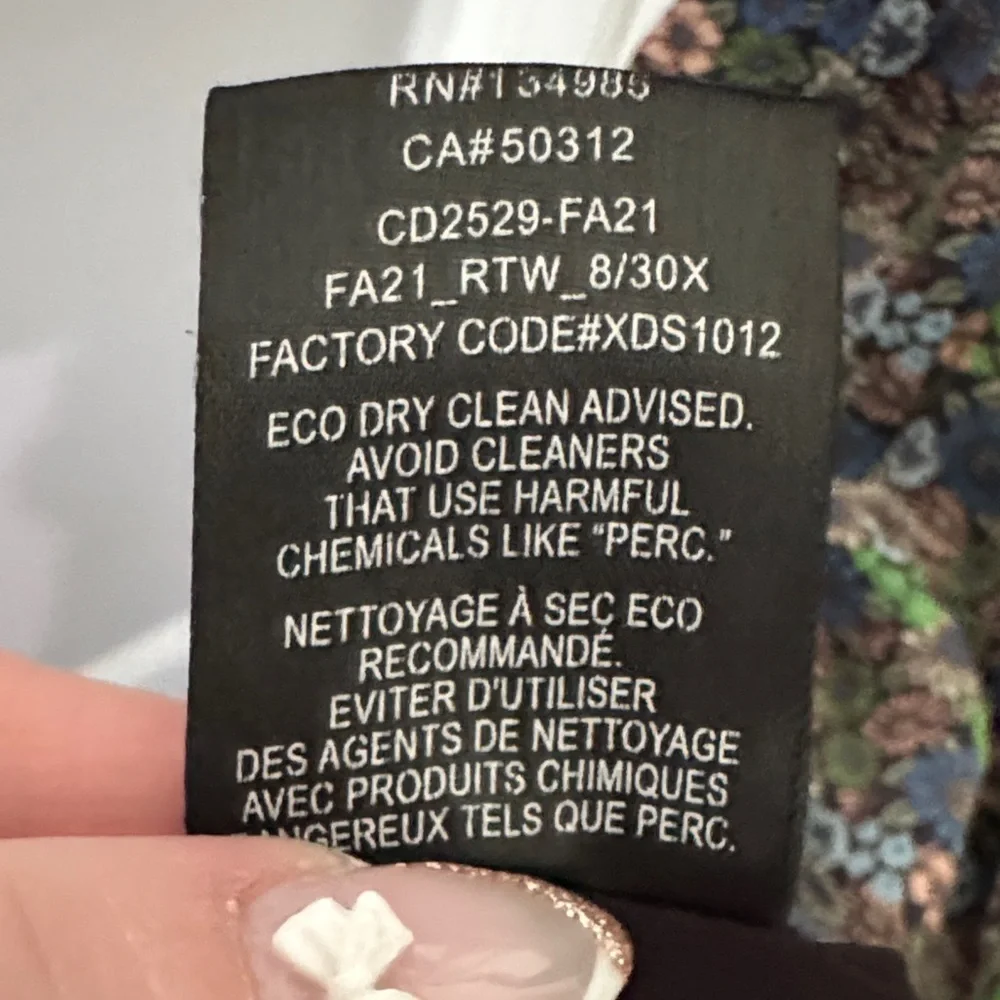 RN#134985
CA#50312
CD2529-FA21
FA21_RTW_8/30X
FACTORY CODE#XDS1012
ECO DRY CLEAN ADVISED.
AVOID CLEANERS
THAT USE HARMFUL
CHEMICALS LIKE "PERC."
NETTOYAGE À SEC ECO
RECOMMANDÉ.
EVITER D'UTILISER
DES AGENTS DE NETTOYAGE
AVEC PRODUITS CHIMIQUES
TELS QUE PERC.